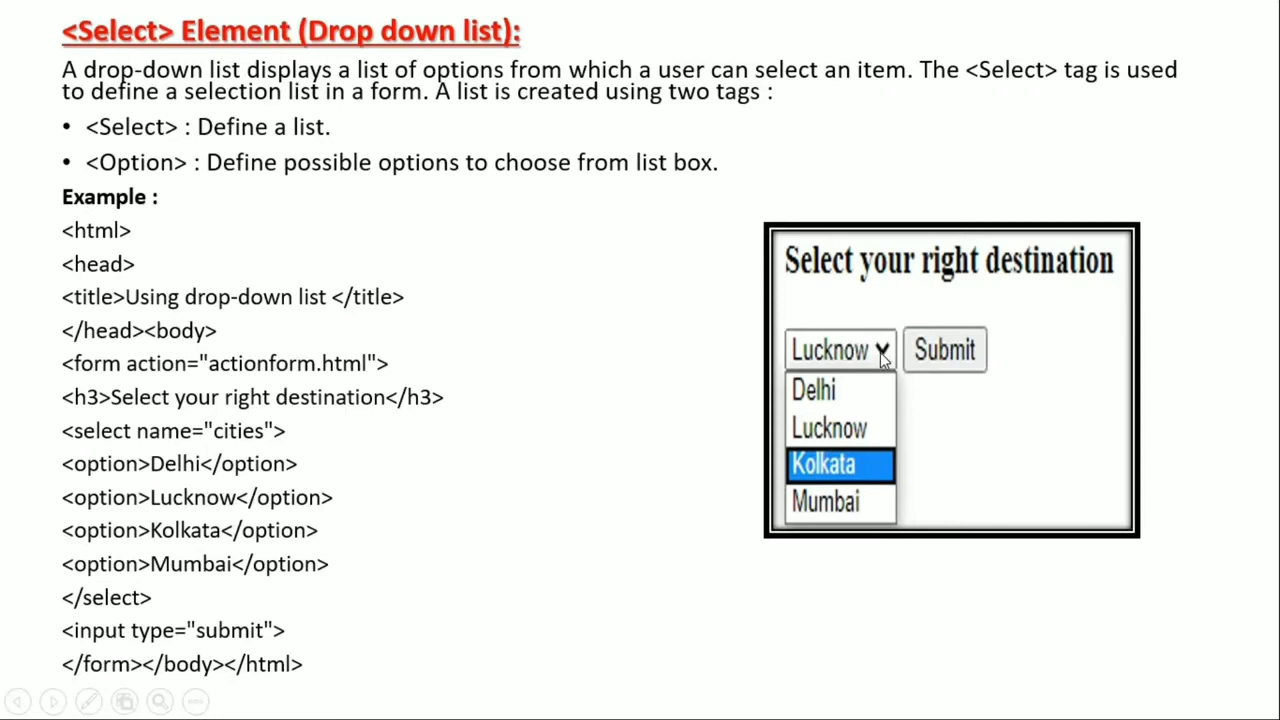 <Select> Element (Drop down list):
A drop-down list displays a list of options from which a user can select an item. The <Select> tag is used
to define a selection list in a form. A list is created using two tags :
• <Select> : Define a list.
• <Option> : Define possible options to choose from list box.
Example :
<html>
<head>
<title>Using drop-down list </title>
</head><body>
<form action="actionform.html">
<h3>Select your right destination</h3>
<select name="cities">
<option>Delhi</option>
<option>Lucknow</option>
<option>Kolkata</option>
<option>Mumbai</option>
</select>
<input type="submit">
</form></body></html>
Select your right destination
Lucknow Submit
Delhi
Lucknow
Kolkata
Mumbai